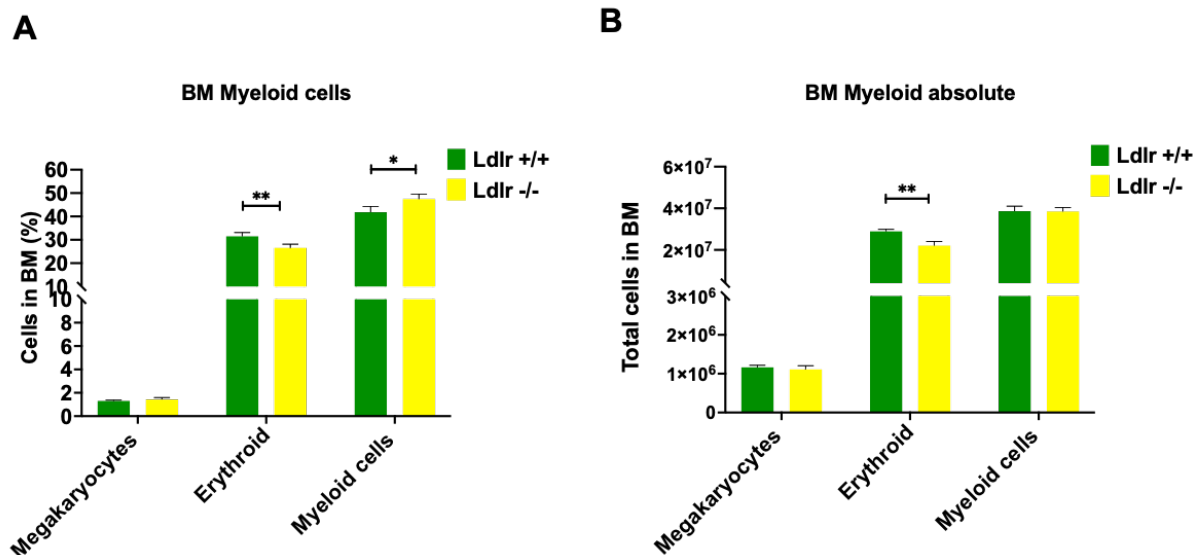 A
BM Myeloid cells
Ldlr +/+
Ldlr -/-
Cells in BM (%)
60
50
40
30
20
10
10
8
6
4
2
0
**
*
Megakaryocytes
Erythroid
Myeloid cells
B
BM Myeloid absolute
Ldlr +/+
Ldlr -/-
Total cells in BM
6×10⁷
4×10⁷
2×10⁷
3×10⁶
2×10⁶
1×10⁶
0
**
Megakaryocytes
Erythroid
Myeloid cells